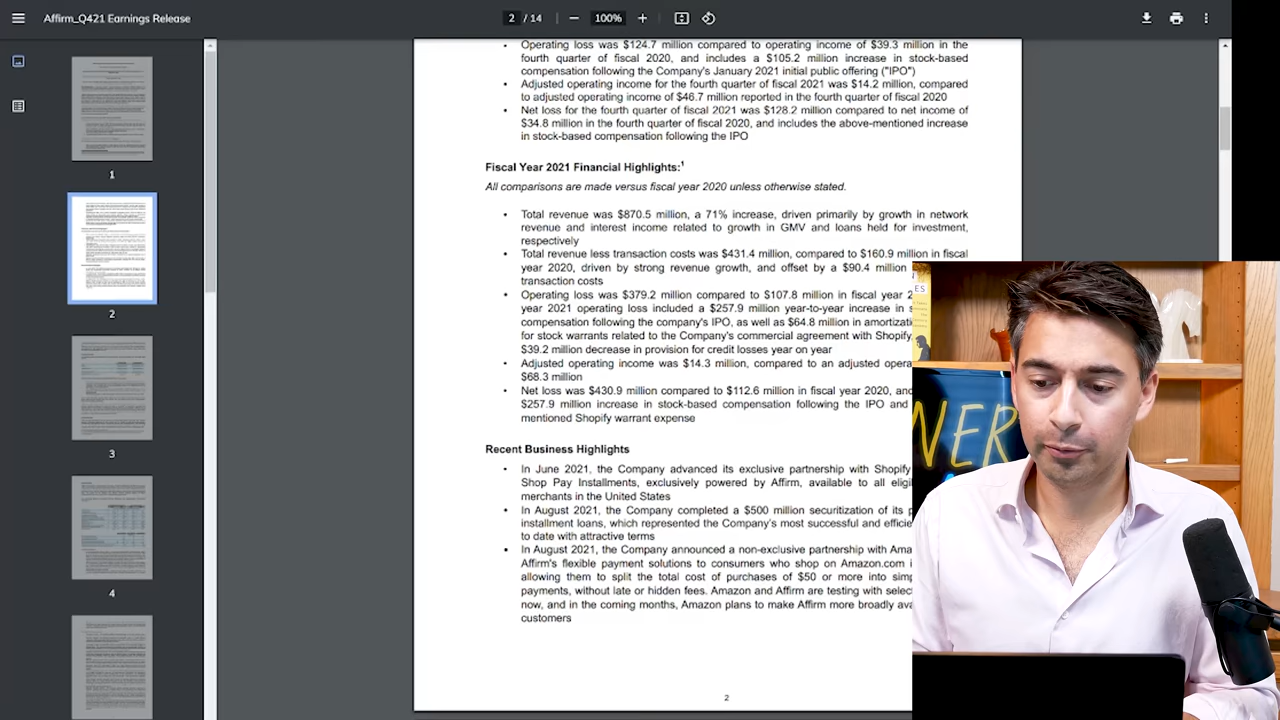 Affirm_Q421 Earnings Release
2 / 14
100%
• Operating loss was $124.7 million compared to operating income of $39.3 million in the
fourth quarter of fiscal 2020, and includes a $105.2 million increase in stock-based
compensation following the Company's January 2021 initial public offering ("IPO")
• Adjusted operating income for the fourth quarter of fiscal 2021 was $14.2 million, compared
to adjusted operating income of $46.7 million reported in the fourth quarter of fiscal 2020
• Net loss for the fourth quarter of fiscal 2021 was $128.2 million compared to net income of
$34.8 million in the fourth quarter of fiscal 2020, and includes the above-mentioned increase
in stock-based compensation following the IPO
Fiscal Year 2021 Financial Highlights:1
All comparisons are made versus fiscal year 2020 unless otherwise stated.
• Total revenue was $870.5 million, a 71% increase, driven primarily by growth in network
revenue and interest income related to growth in GMV and loans held for investment,
respectively
• Total revenue less transaction costs was $431.4 million, compared to $160.9 million in fiscal
year 2020, driven by strong revenue growth, and offset by a $90.4 million
transaction costs
• Operating loss was $379.2 million compared to $107.8 million in fiscal year 2
year 2021 operating loss included a $257.9 million year-to-year increase in s
compensation following the company's IPO, as well as $64.8 million in amortizati
for stock warrants related to the Company's commercial agreement with Shopify
$39.2 million decrease in provision for credit losses year on year
• Adjusted operating income was $14.3 million, compared to an adjusted opera
$68.3 million
• Net loss was $430.9 million compared to $112.6 million in fiscal year 2020, and
$257.9 million increase in stock-based compensation following the IPO and
mentioned Shopify warrant expense
Recent Business Highlights
• In June 2021, the Company advanced its exclusive partnership with Shopify
Shop Pay Installments, exclusively powered by Affirm, available to all eligi
merchants in the United States
• In August 2021, the Company completed a $500 million securitization of its p
installment loans, which represented the Company's most successful and efficie
to date with attractive terms
• In August 2021, the Company announced a non-exclusive partnership with Ama
Affirm's flexible payment solutions to consumers who shop on Amazon.com i
allowing them to split the total cost of purchases of $50 or more into simp
payments, without late or hidden fees. Amazon and Affirm are testing with selec
now, and in the coming months, Amazon plans to make Affirm more broadly ava
customers
2
1
2
3
4
ES
NER